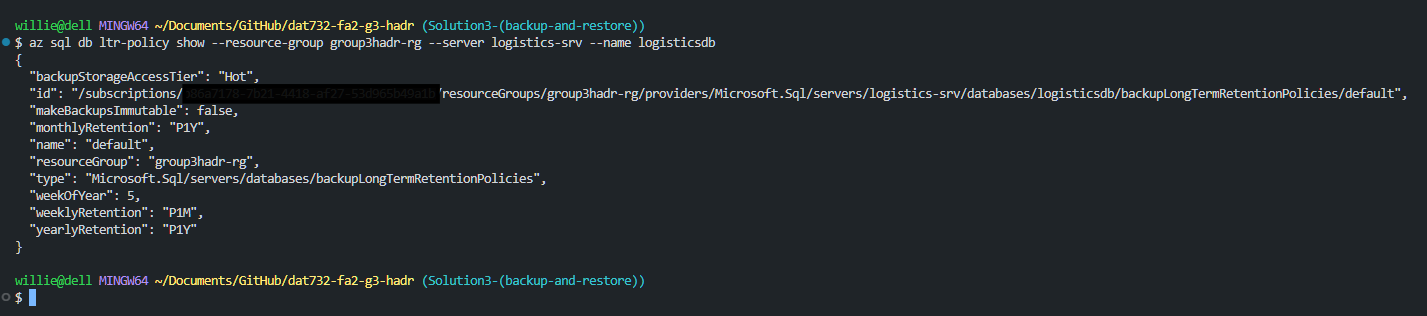 willie@dell MINGW64 ~/Documents/GitHub/dat732-fa2-g3-hadr (Solution3-(backup-and-restore))
$ az sql db ltr-policy show --resource-group group3hadr-rg --server logistics-srv --name logisticsdb
{
  "backupStorageAccessTier": "Hot",
  "id": "/subscriptions/ /resourceGroups/group3hadr-rg/providers/Microsoft.Sql/servers/logistics-srv/databases/logisticsdb/backupLongTermRetentionPolicies/default",
  "makeBackupsImmutable": false,
  "monthlyRetention": "P1Y",
  "name": "default",
  "resourceGroup": "group3hadr-rg",
  "type": "Microsoft.Sql/servers/databases/backupLongTermRetentionPolicies",
  "weekOfYear": 5,
  "weeklyRetention": "P1M",
  "yearlyRetention": "P1Y"
}
willie@dell MINGW64 ~/Documents/GitHub/dat732-fa2-g3-hadr (Solution3-(backup-and-restore))
$